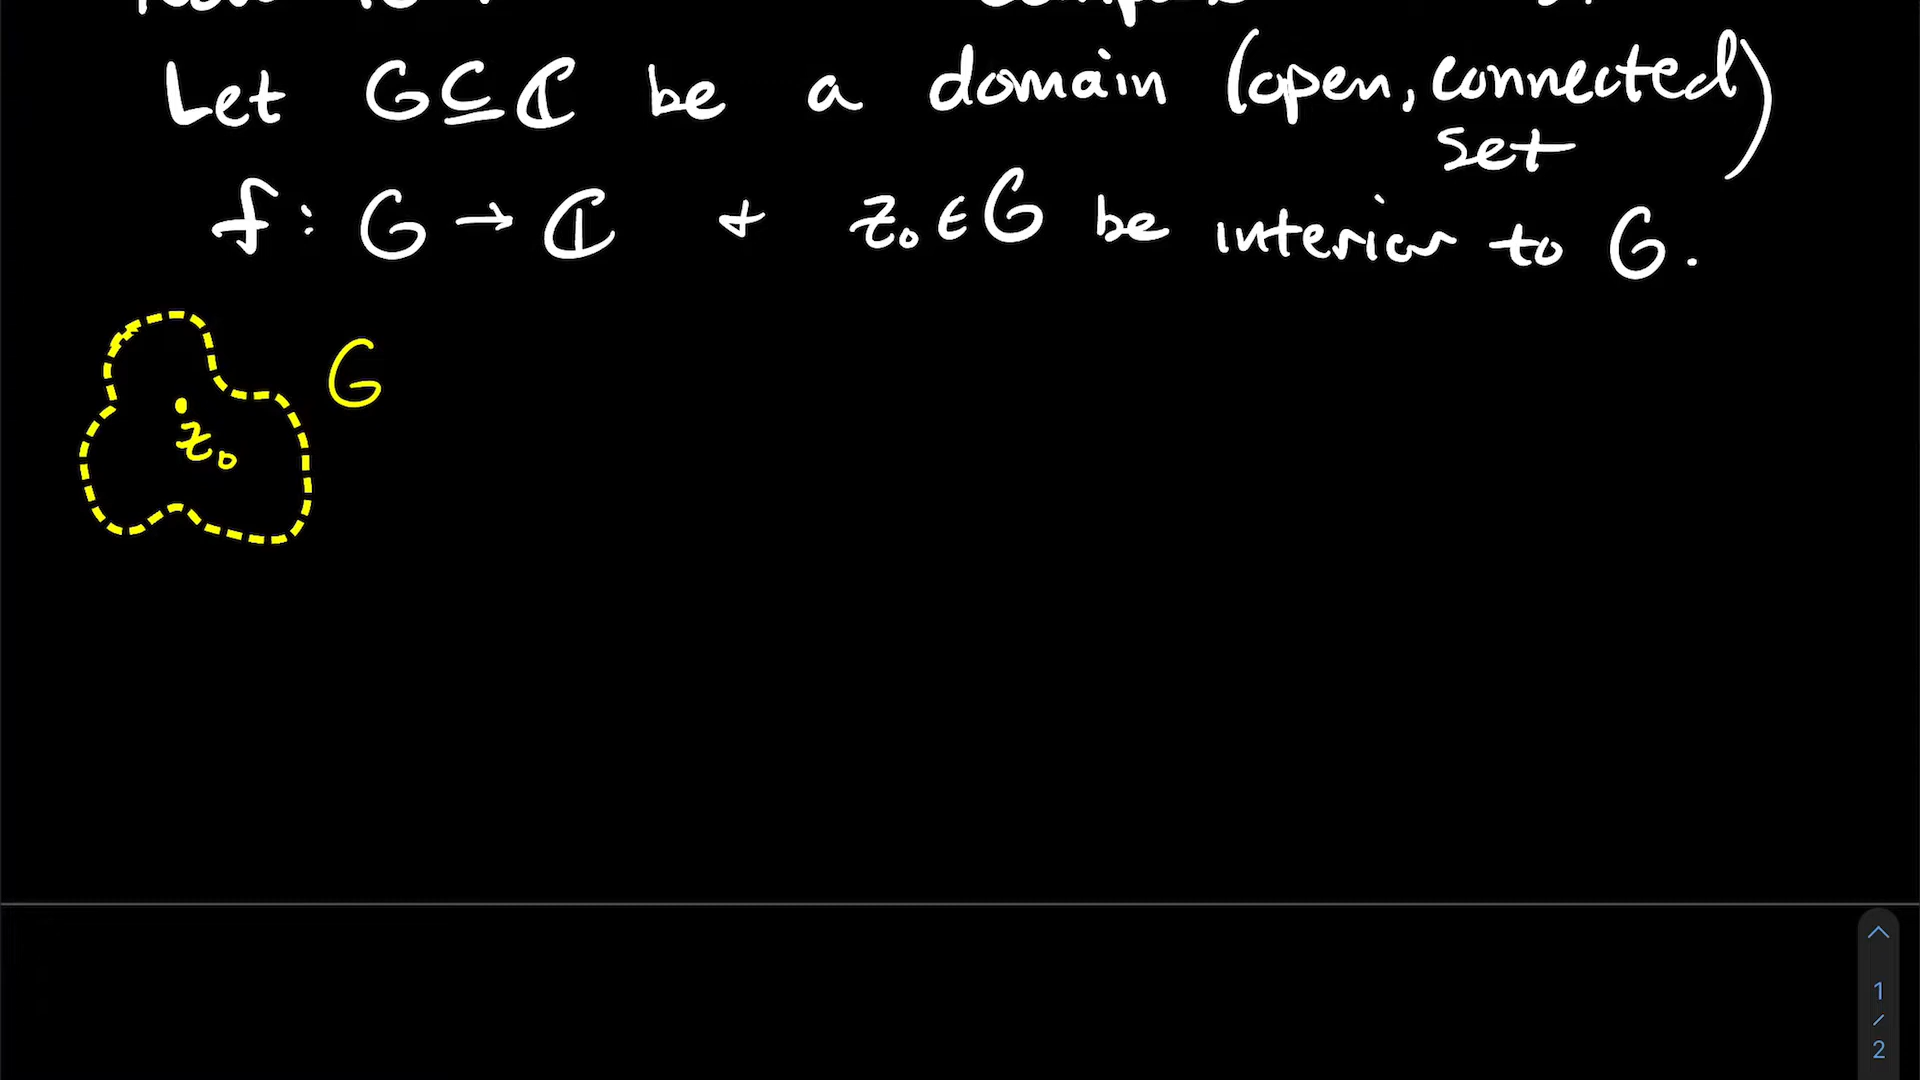 Let G ⊆ ℂ be a domain (open, connected
set)
f: G → ℂ & z₀ ∈ G be interior to G.
G
z₀
1
/
2